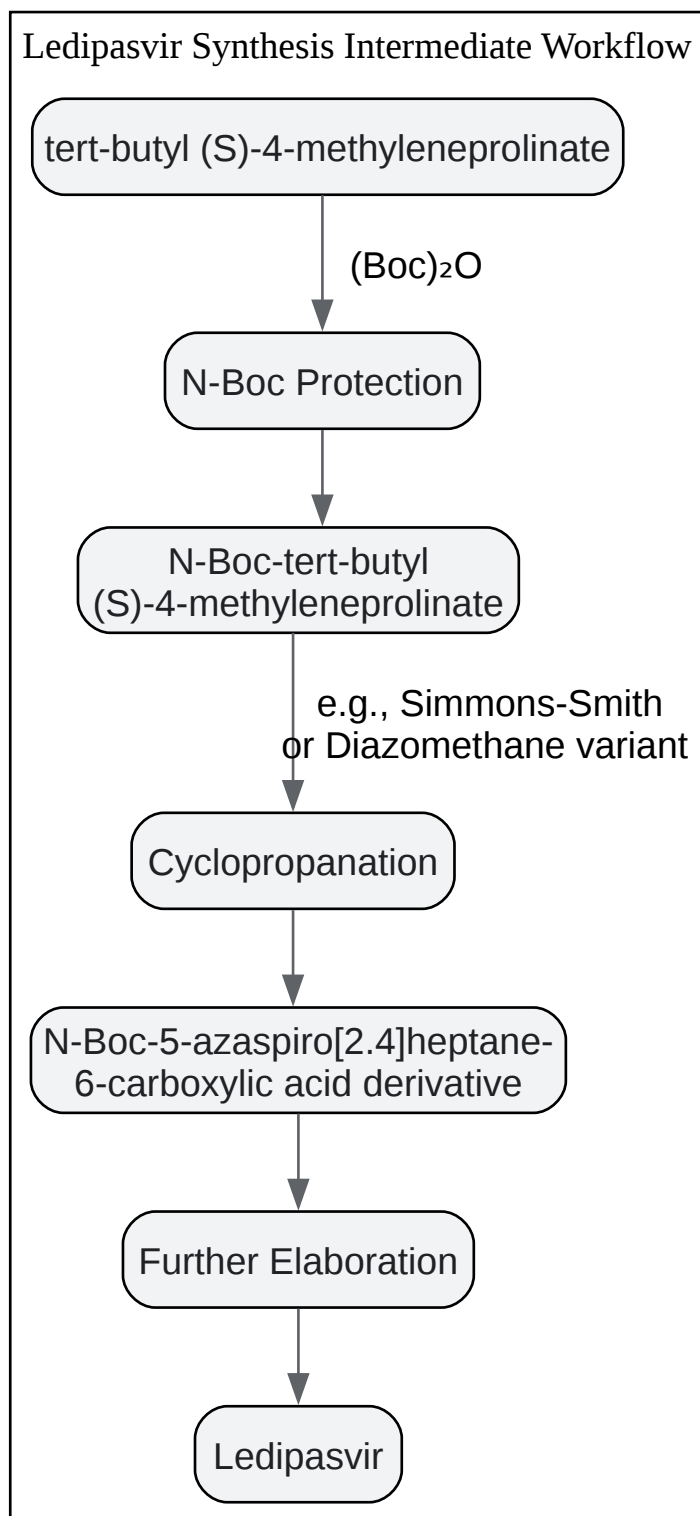 Ledipasvir Synthesis Intermediate Workflow
tert-butyl (S)-4-methyleneprolinate
(Boc)₂O
N-Boc Protection
N-Boc-tert-butyl
(S)-4-methyleneprolinate
e.g., Simmons-Smith
or Diazomethane variant
Cyclopropanation
N-Boc-5-azaspiro[2.4]heptane-
6-carboxylic acid derivative
Further Elaboration
Ledipasvir